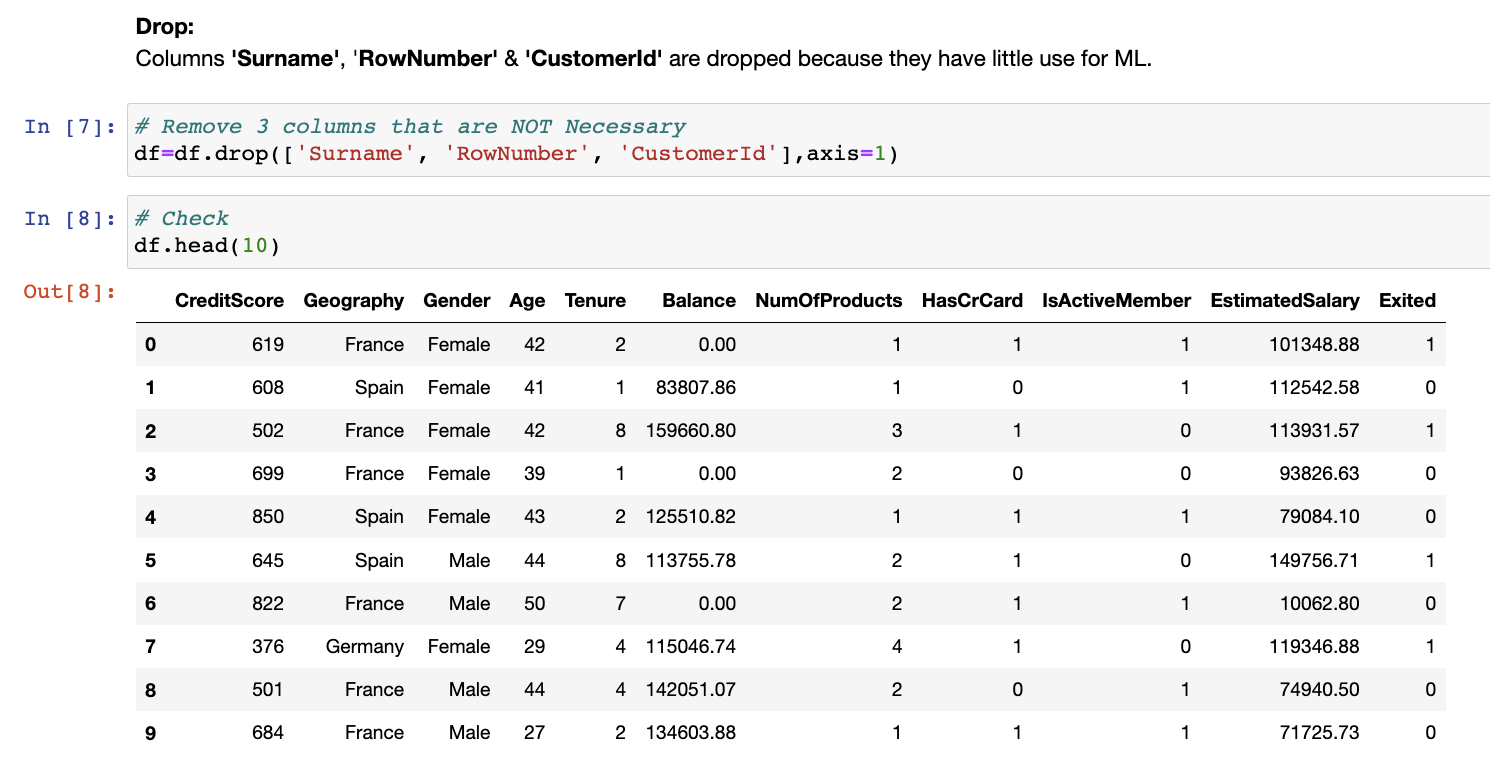 Drop:
Columns 'Surname', 'RowNumber' & 'CustomerId' are dropped because they have little use for ML.
In [7]: # Remove 3 columns that are NOT Necessary
df=df.drop(['Surname', 'RowNumber', 'CustomerId'],axis=1)
In [8]: # Check
df.head(10)
Out[8]:
CreditScore Geography Gender Age Tenure Balance NumOfProducts HasCrCard IsActiveMember EstimatedSalary Exited
0 619 France Female 42 2 0.00 1 1 1 101348.88 1
1 608 Spain Female 41 1 83807.86 1 0 1 112542.58 0
2 502 France Female 42 8 159660.80 3 1 0 113931.57 1
3 699 France Female 39 1 0.00 2 0 0 93826.63 0
4 850 Spain Female 43 2 125510.82 1 1 1 79084.10 0
5 645 Spain Male 44 8 113755.78 2 1 0 149756.71 1
6 822 France Male 50 7 0.00 2 1 1 10062.80 0
7 376 Germany Female 29 4 115046.74 4 1 0 119346.88 1
8 501 France Male 44 4 142051.07 2 0 1 74940.50 0
9 684 France Male 27 2 134603.88 1 1 1 71725.73 0